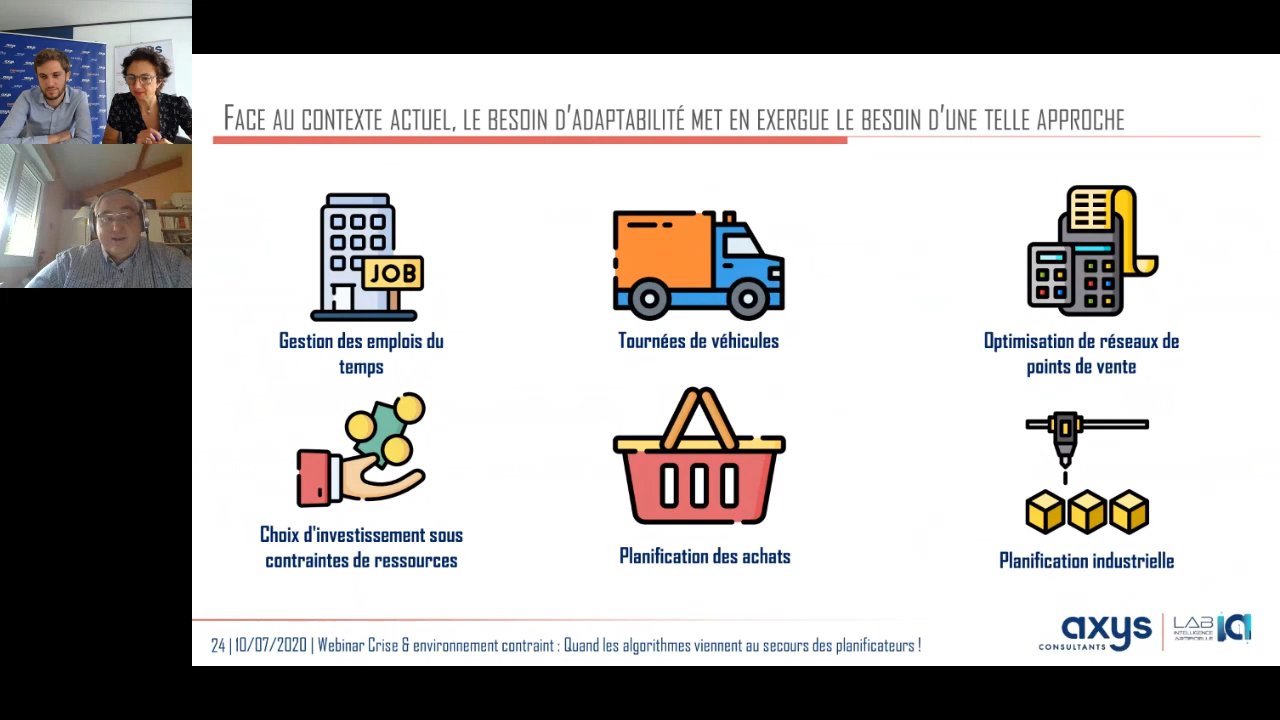 FACE AU CONTEXTE ACTUEL, LE BESOIN D'ADAPTABILITÉ MET EN EXERGUE LE BESOIN D'UNE TELLE APPROCHE
JOB
Gestion des emplois du
temps
Tournées de véhicules
Optimisation de réseaux de
points de vente
Choix d'investissement sous
contraintes de ressources
Planification des achats
Planification industrielle
24 | 10/07/2020 | Webinar Crise & environnement contraint : Quand les algorithmes viennent au secours des planificateurs !
axys
CONSULTANTS
LAB
INTELLIGENCE
ARTIFICIELLE
ia